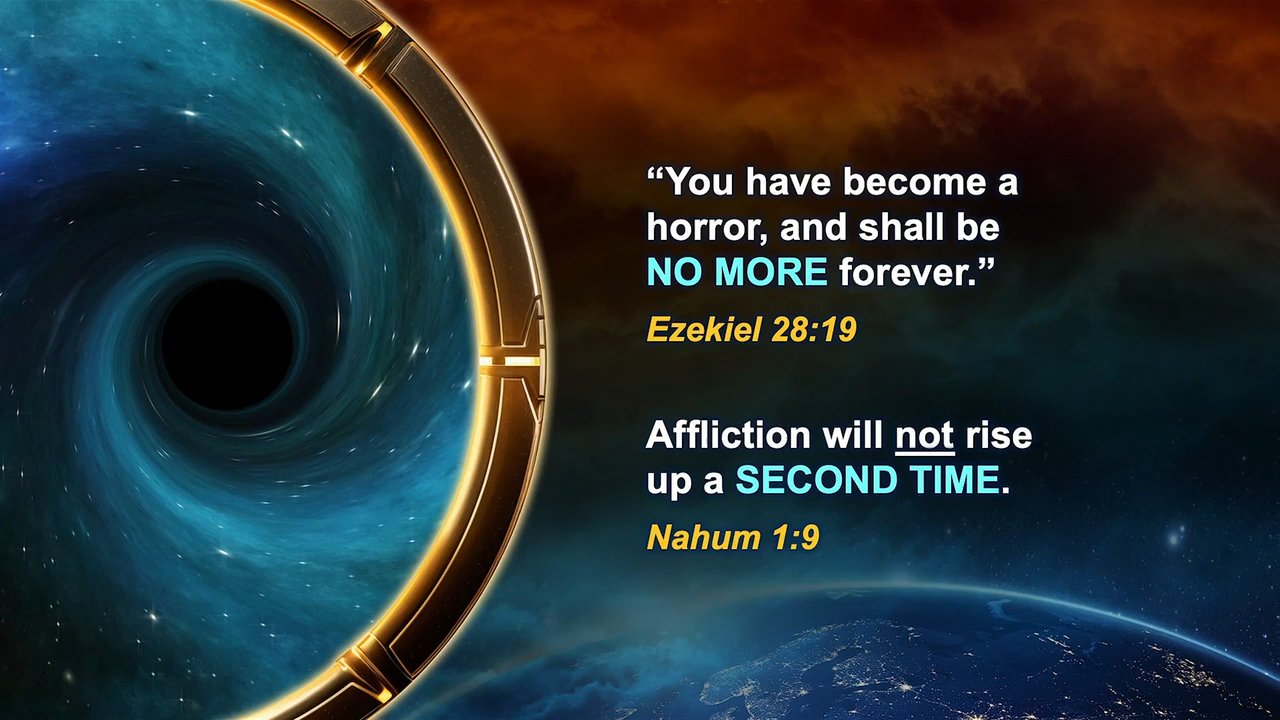 “You have become a
horror, and shall be
NO MORE forever.”
Ezekiel 28:19
Affliction will not rise
up a SECOND TIME.
Nahum 1:9